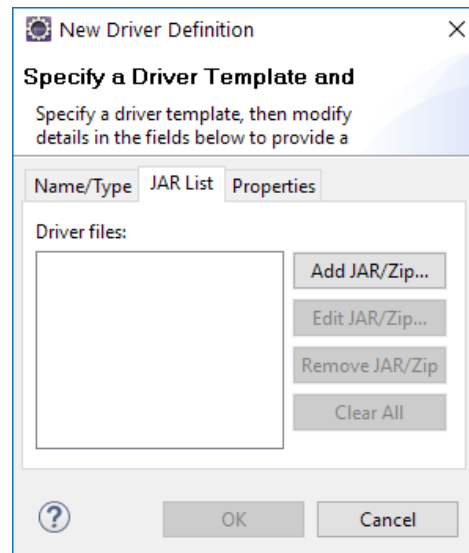 New Driver Definition
Specify a Driver Template and
Specify a driver template, then modify
details in the fields below to provide a
Name/Type JAR List Properties
Driver files:
Add JAR/Zip...
Edit JAR/Zip...
Remove JAR/Zip
Clear All
? OK Cancel